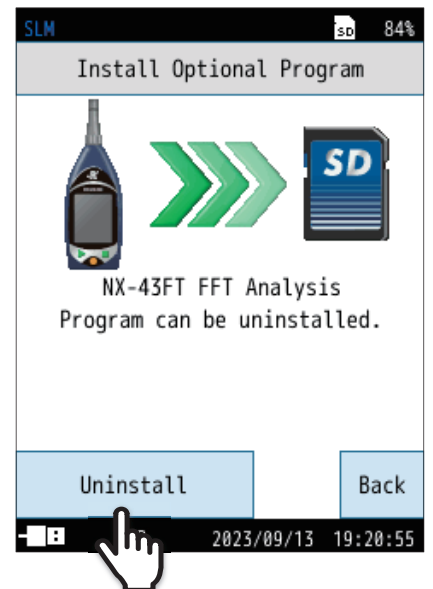 SLM SD 84%
Install Optional Program
SD
NX-43FT FFT Analysis
Program can be uninstalled.
Uninstall Back
2023/09/13 19:20:55